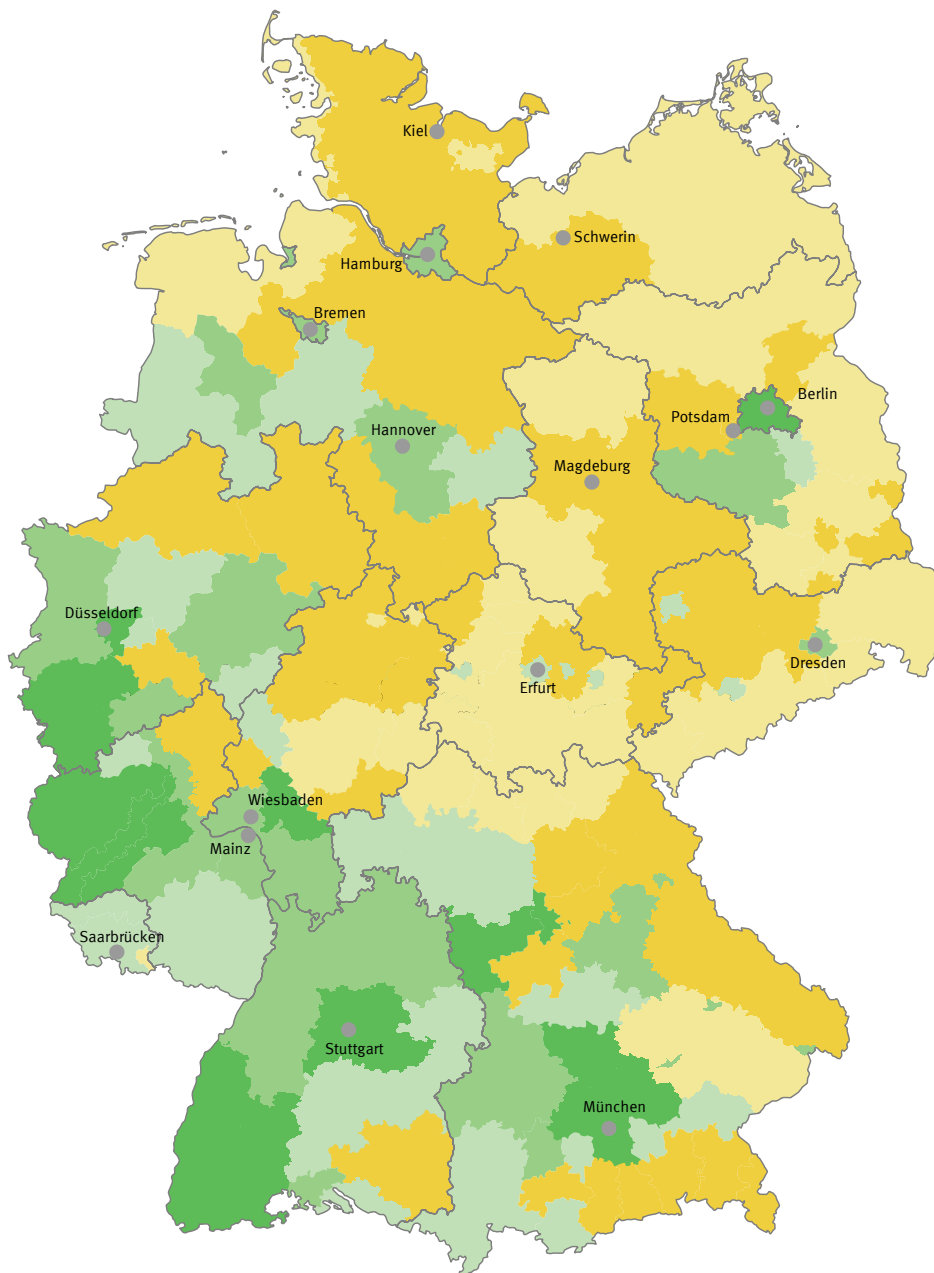 Kiel
Schwerin
Hamburg
Bremen
Berlin
Potsdam
Hannover
Magdeburg
Düsseldorf
Dresden
Erfurt
Wiesbaden
Mainz
Saarbrücken
Stuttgart
München